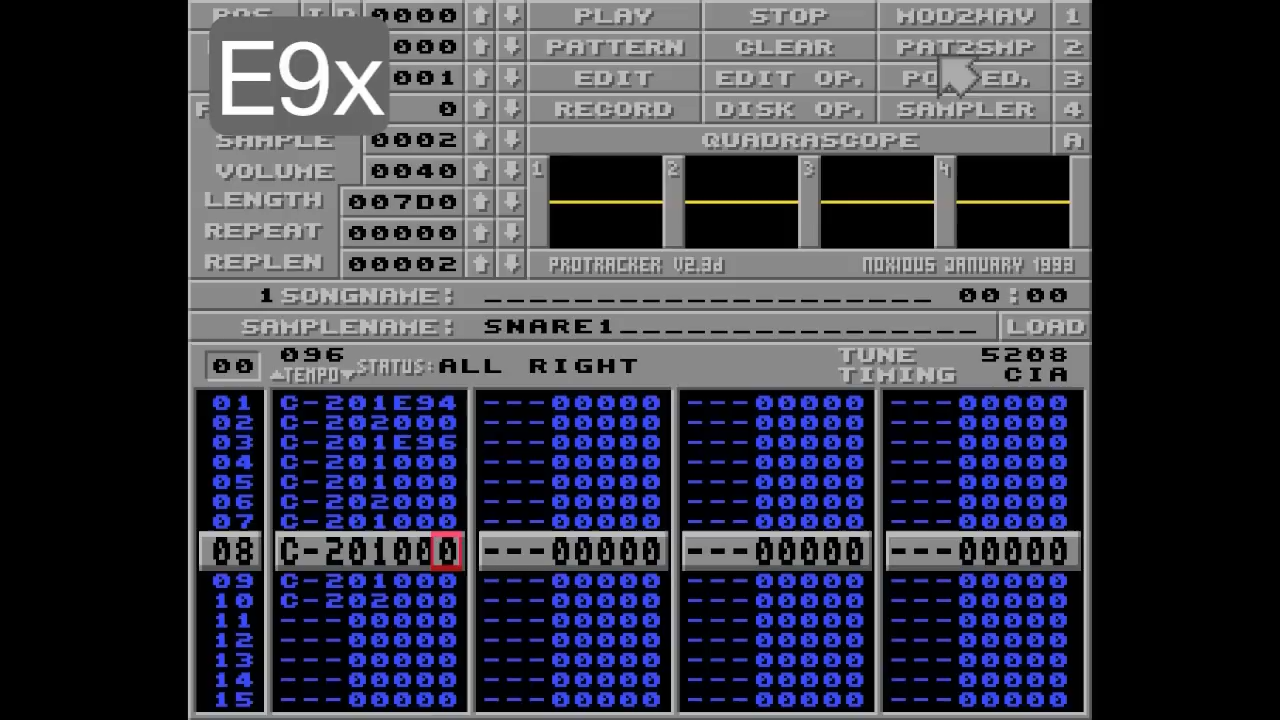 POS I D 0000 PLAY STOP MOD2WAV 1
E9x
000 PATTERN CLEAR PAT2SMP 2
001 EDIT EDIT OP. ED. 3
0 RECORD DISK OP. SAMPLER 4
SAMPLE 0002 QUADRASCOPE A
VOLUME 0040 1 2 3 4
LENGTH 007D0
REPEAT 00000
REPLEN 00002 PROTRACKER V2.3d NOXIOUS JANUARY 1993
1 SONGNAME: ____________________ 00:00
SAMPLENAME: SNARE1________________ LOAD
00 096 TEMPO STATUS: ALL RIGHT TUNE 5208
TIMING CIA
01 C-201E94 ---00000 ---00000 ---00000
02 C-202000 ---00000 ---00000 ---00000
03 C-201E96 ---00000 ---00000 ---00000
04 C-201000 ---00000 ---00000 ---00000
05 C-201000 ---00000 ---00000 ---00000
06 C-202000 ---00000 ---00000 ---00000
07 C-201000 ---00000 ---00000 ---00000
08 C-201000 ---00000 ---00000 ---00000
09 C-201000 ---00000 ---00000 ---00000
10 C-202000 ---00000 ---00000 ---00000
11 ---00000 ---00000 ---00000 ---00000
12 ---00000 ---00000 ---00000 ---00000
13 ---00000 ---00000 ---00000 ---00000
14 ---00000 ---00000 ---00000 ---00000
15 ---00000 ---00000 ---00000 ---00000